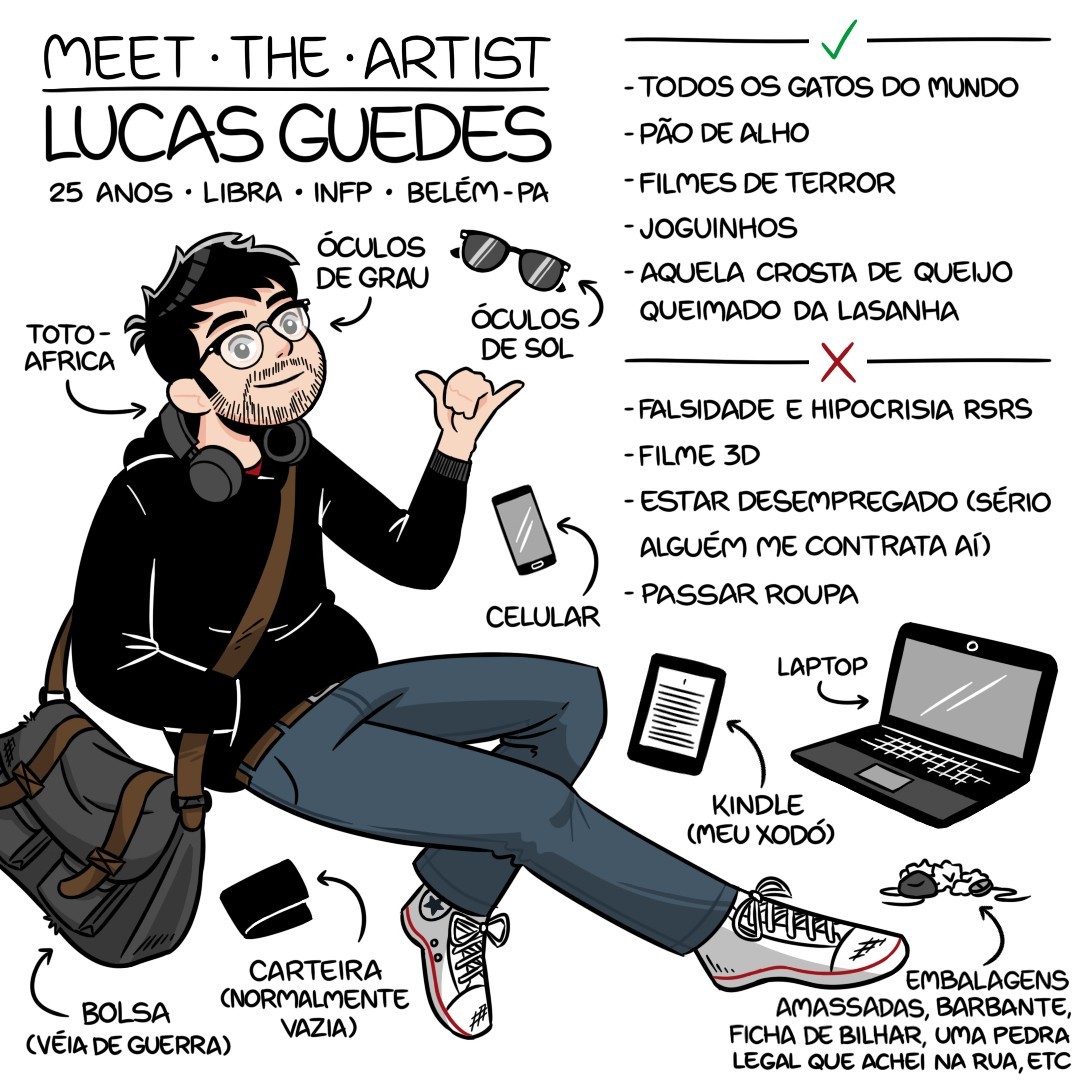 MEET · THE · ARTIST
LUCAS GUEDES
25 ANOS · LIBRA · INFP · BELÉM-PA
ÓCULOS
DE GRAU
ÓCULOS
DE SOL
TOTO-
AFRICA
CELULAR
- TODOS OS GATOS DO MUNDO
- PÃO DE ALHO
- FILMES DE TERROR
- JOGUINHOS
- AQUELA CROSTA DE QUEIJO
QUEIMADO DA LASANHA
- FALSIDADE E HIPOCRISIA RSRS
- FILME 3D
- ESTAR DESEMPREGADO (SÉRIO
ALGUÉM ME CONTRATA AÍ)
- PASSAR ROUPA
LAPTOP
KINDLE
(MEU XODÓ)
CARTEIRA
(NORMALMENTE
VAZIA)
BOLSA
(VÉIA DE GUERRA)
EMBALAGENS
AMASSADAS, BARBANTE,
FICHA DE BILHAR, UMA PEDRA
LEGAL QUE ACHEI NA RUA, ETC